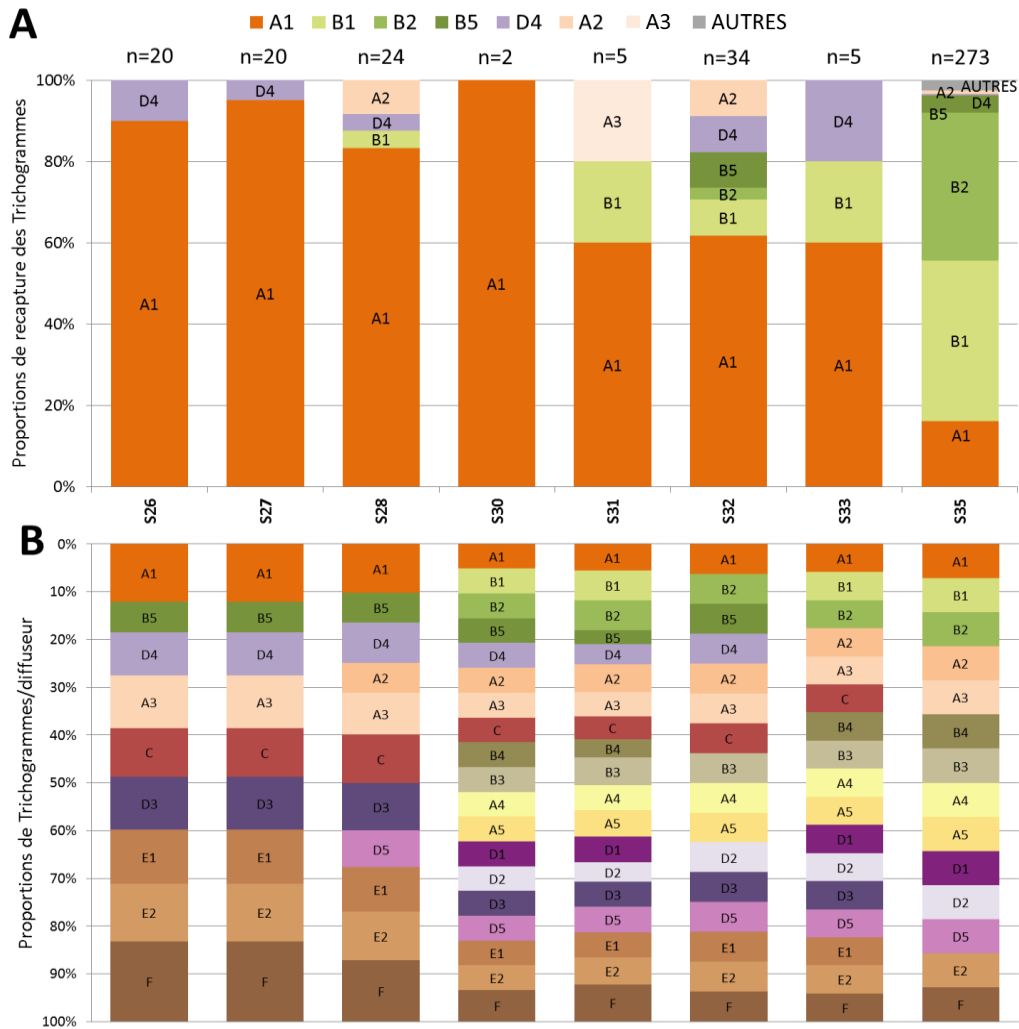 A
A1 B1 B2 B5 D4 A2 A3 AUTRES
n=20 n=20 n=24 n=2 n=5 n=34 n=5 n=273
Proportions de recapture des Trichogrammes
100%
80%
60%
40%
20%
0%
D4
A1
D4
A1
A2
D4
B1
A1
A1
A3
B1
A1
A2
D4
B5
B2
B1
A1
D4
B1
A1
AUTRES
A2
D4
B5
B2
B1
A1
S26 S27 S28 S30 S31 S32 S33 S35
B
Proportions de Trichogrammes/diffuseur
0%
10%
20%
30%
40%
50%
60%
70%
80%
90%
100%
A1
B5
D4
A3
C
D3
E1
E2
F
A1
B5
D4
A3
C
D3
E1
E2
F
A1
B5
D4
A2
A3
C
D3
D5
E1
E2
F
A1
B1
B2
B5
D4
A2
A3
C
B4
B3
A4
A5
D1
D2
D3
D5
E1
E2
F
A1
B1
B2
B5
D4
A2
A3
C
B4
B3
A4
A5
D1
D2
D3
D5
E1
E2
F
A1
B2
B5
D4
A2
A3
C
B3
A4
A5
D2
D3
D5
E1
E2
F
A1
B1
B2
A2
A3
C
B4
B3
A4
A5
D1
D2
D3
D5
E1
E2
F
A1
B1
B2
A2
A3
B4
B3
A4
A5
D1
D2
D5
E2
F